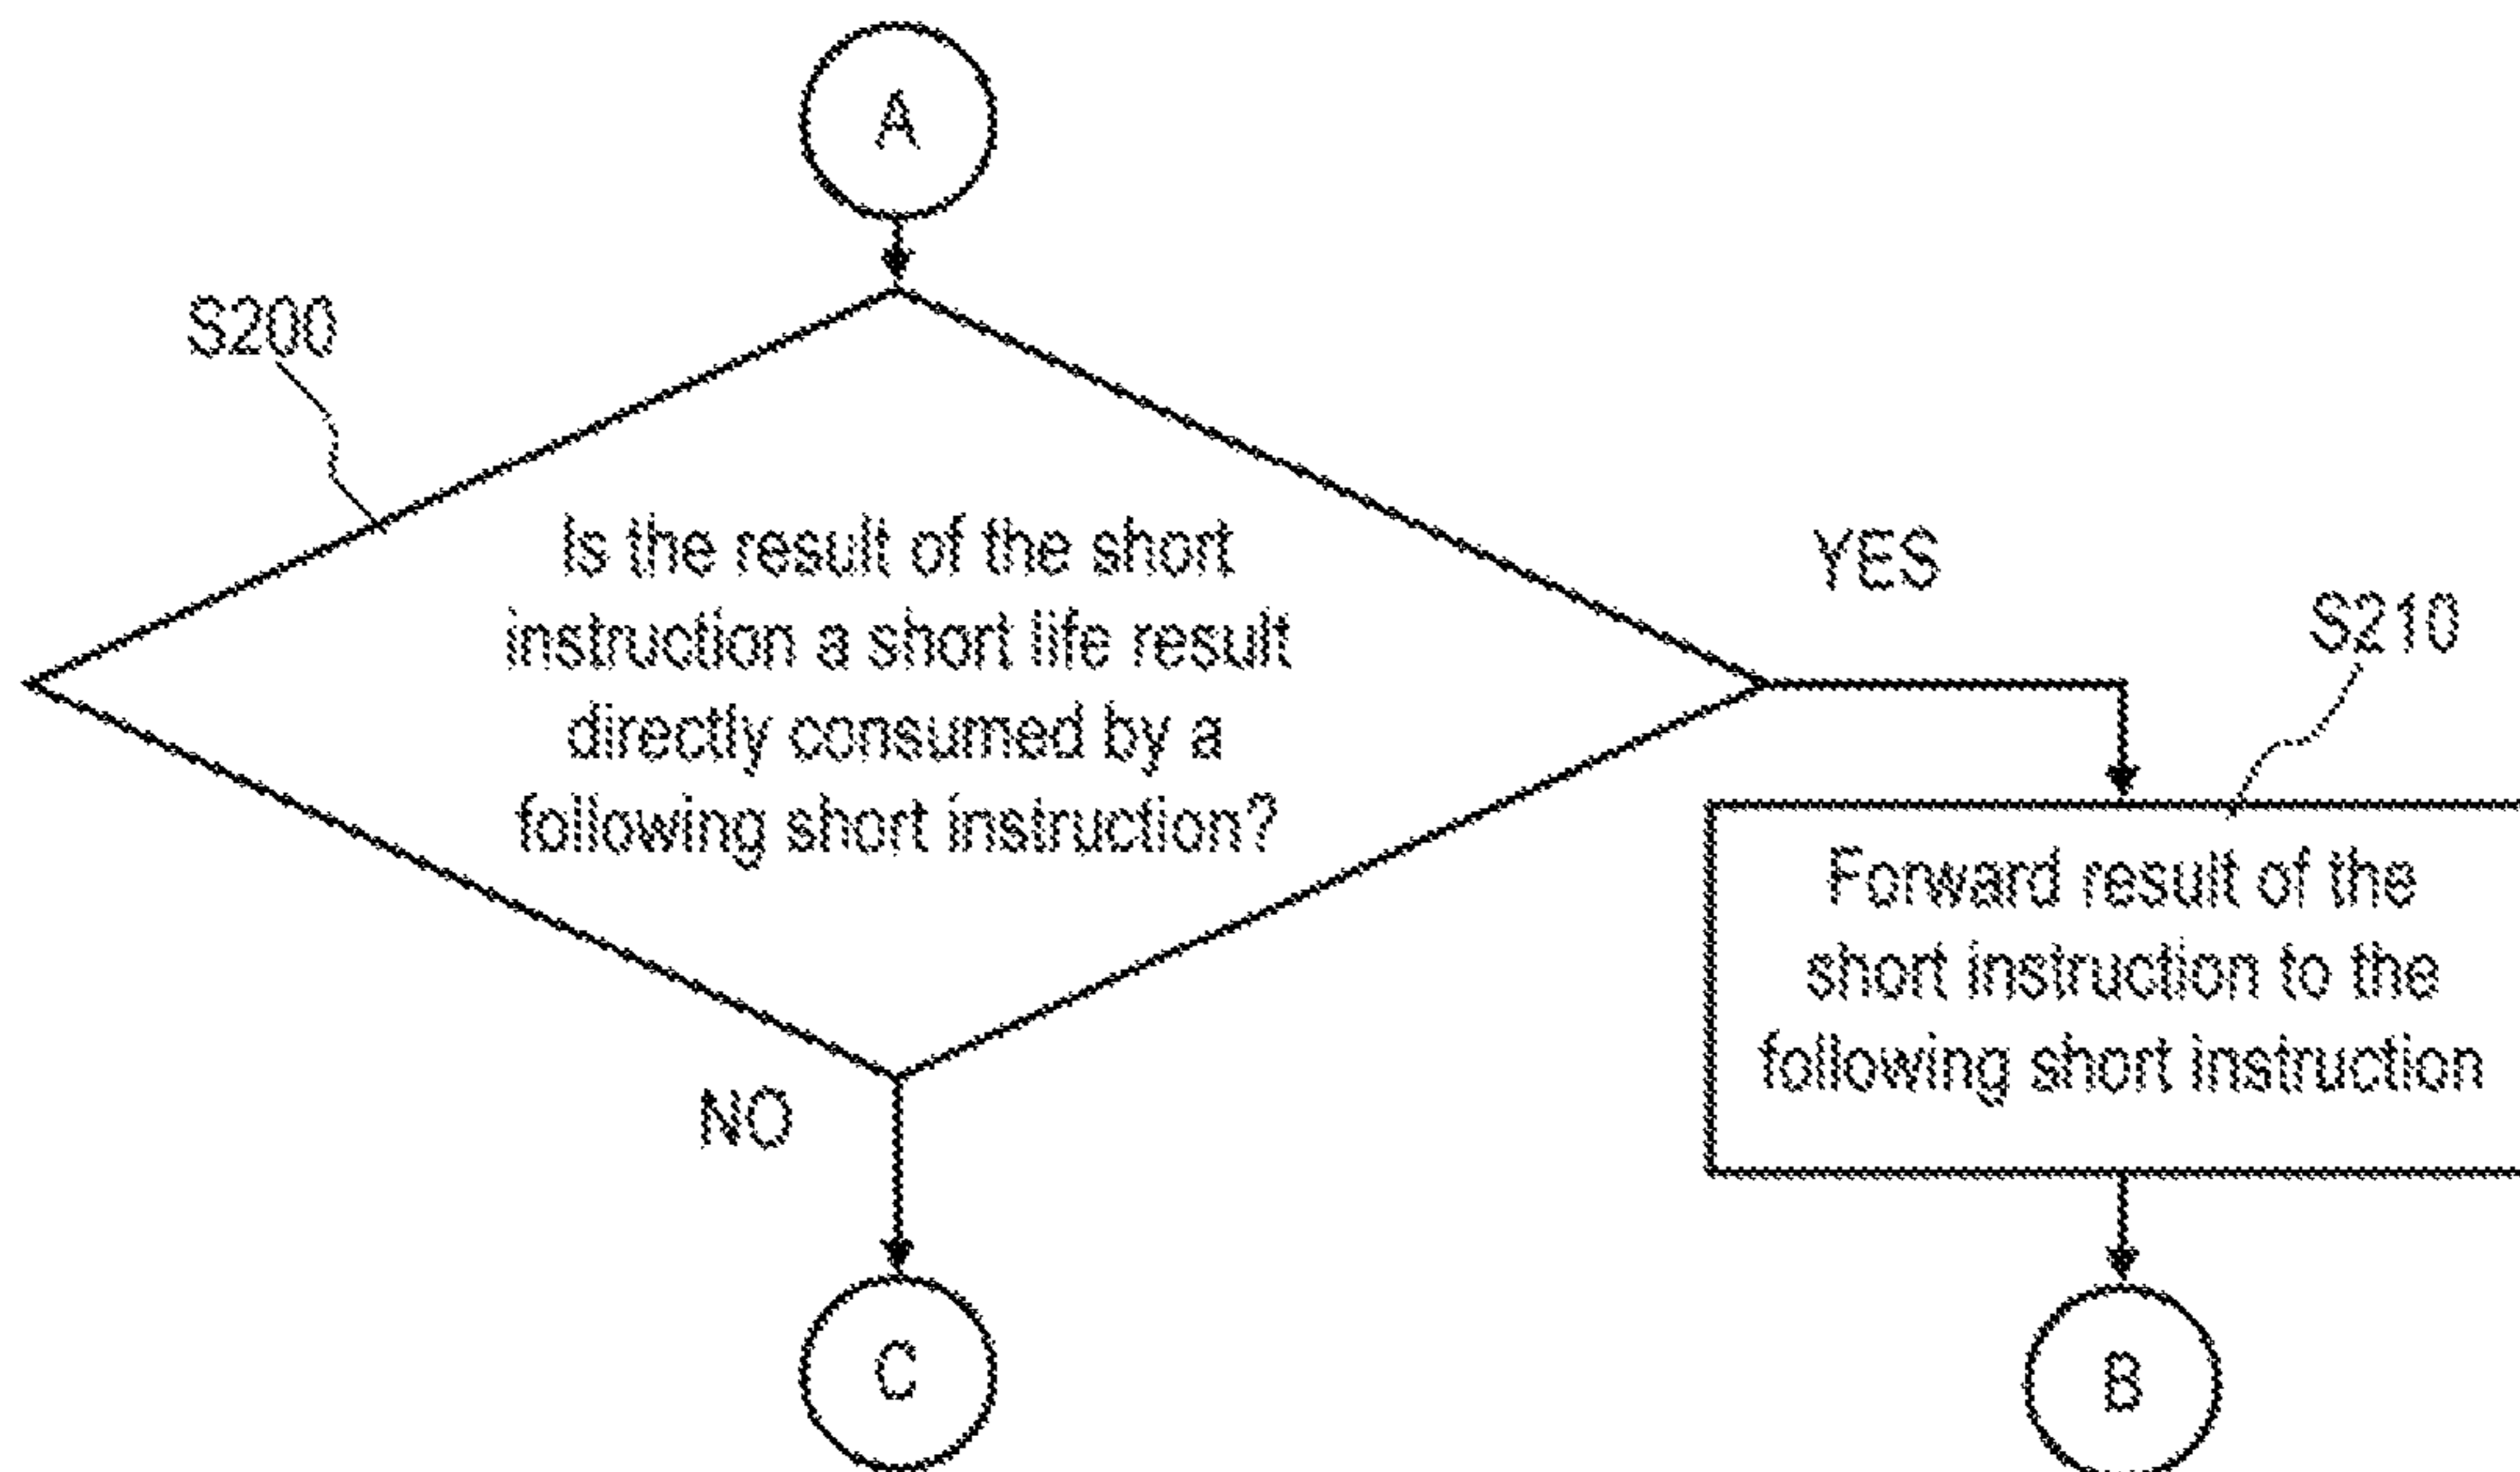 A
S200
Is the result of the short
instruction a short life result
directly consumed by a
following short instruction?
YES
S210
Forward result of the
short instruction to the
following short instruction
NO
C
B